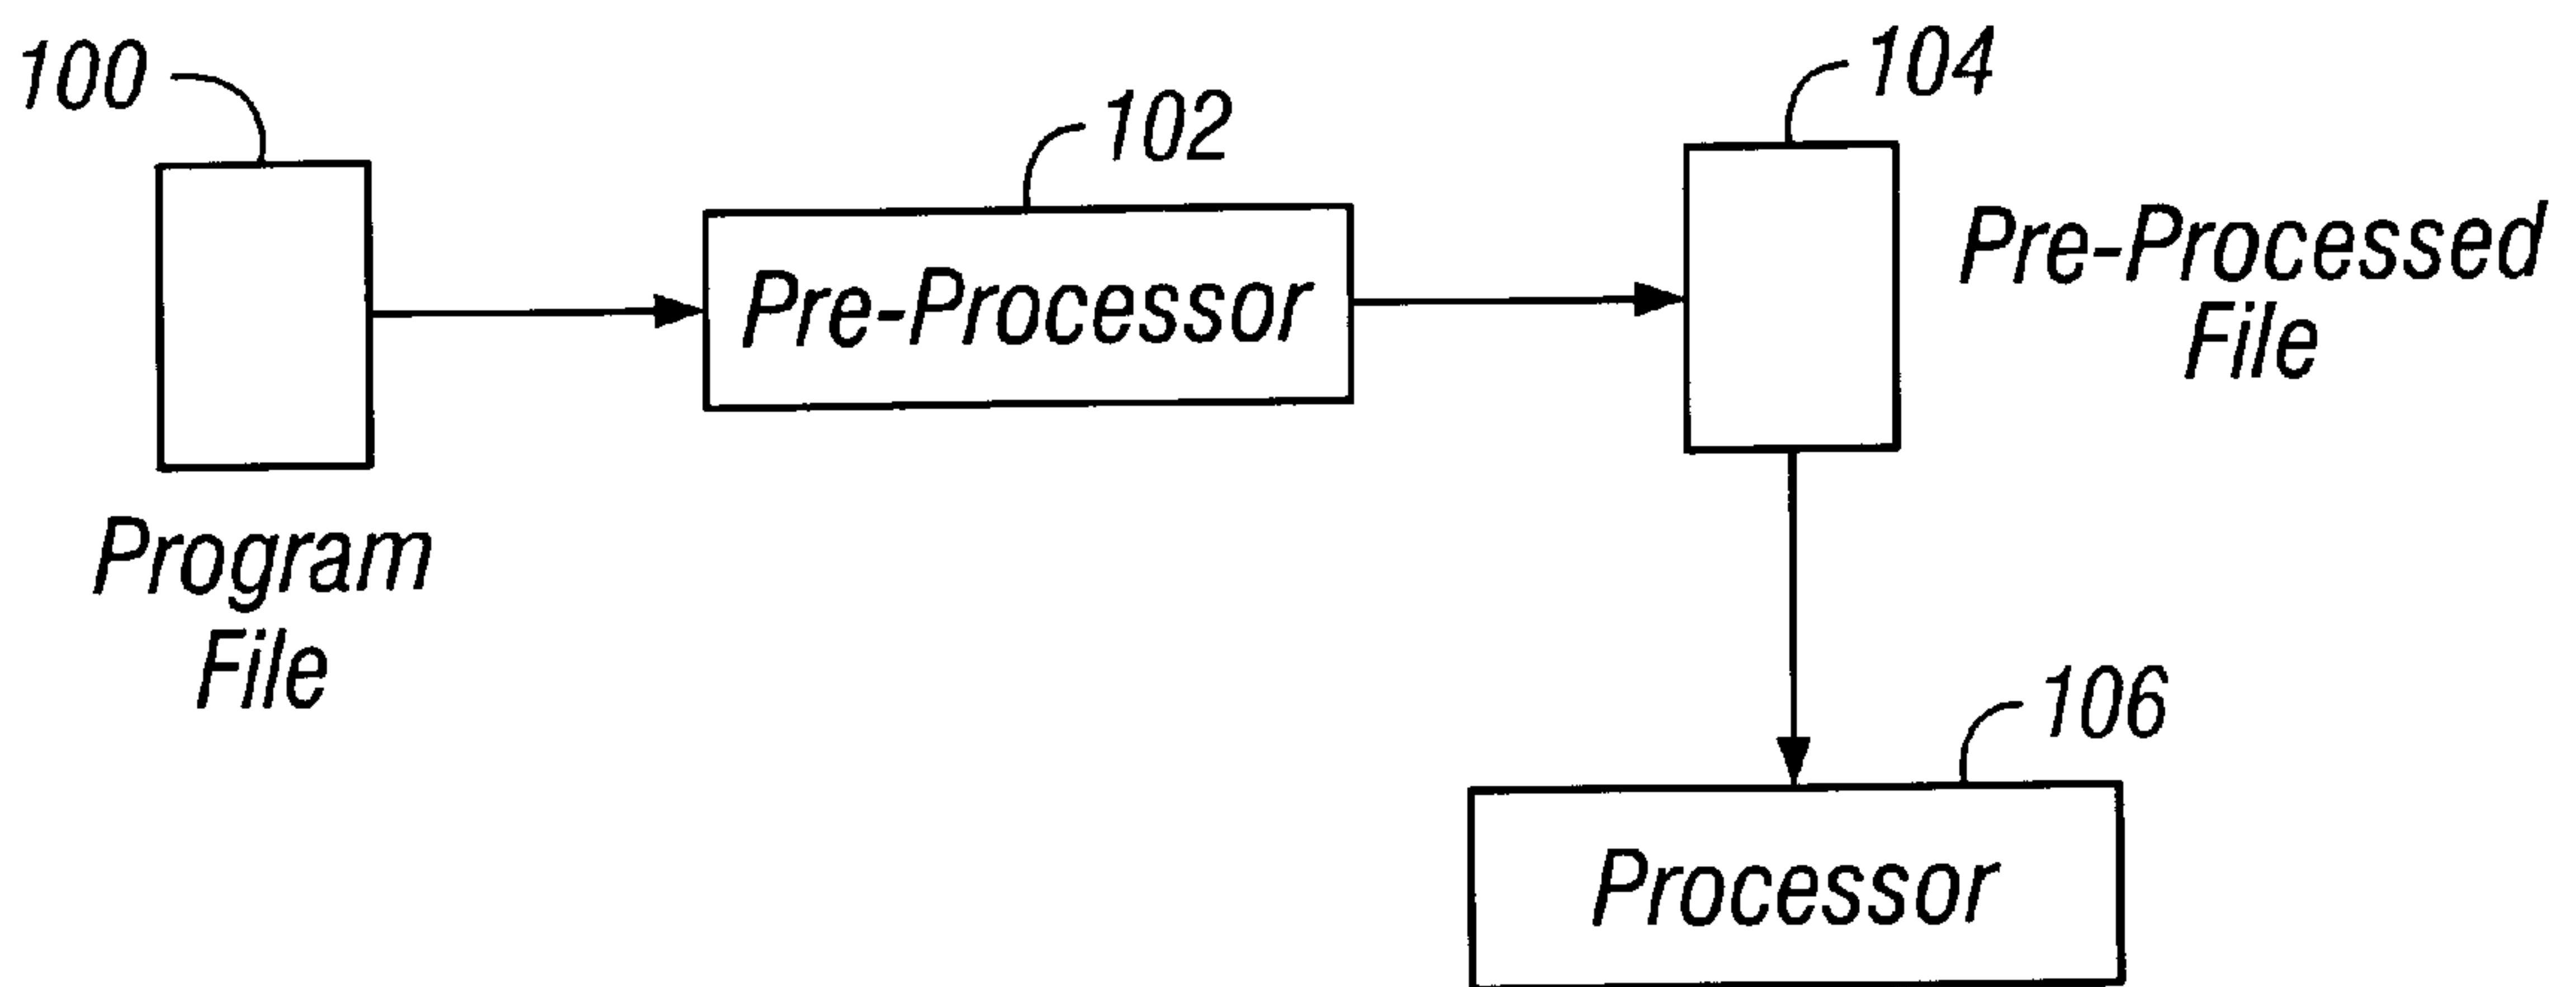 100
102
104
Pre-Processor
Pre-Processed
File
Program
File
106
Processor